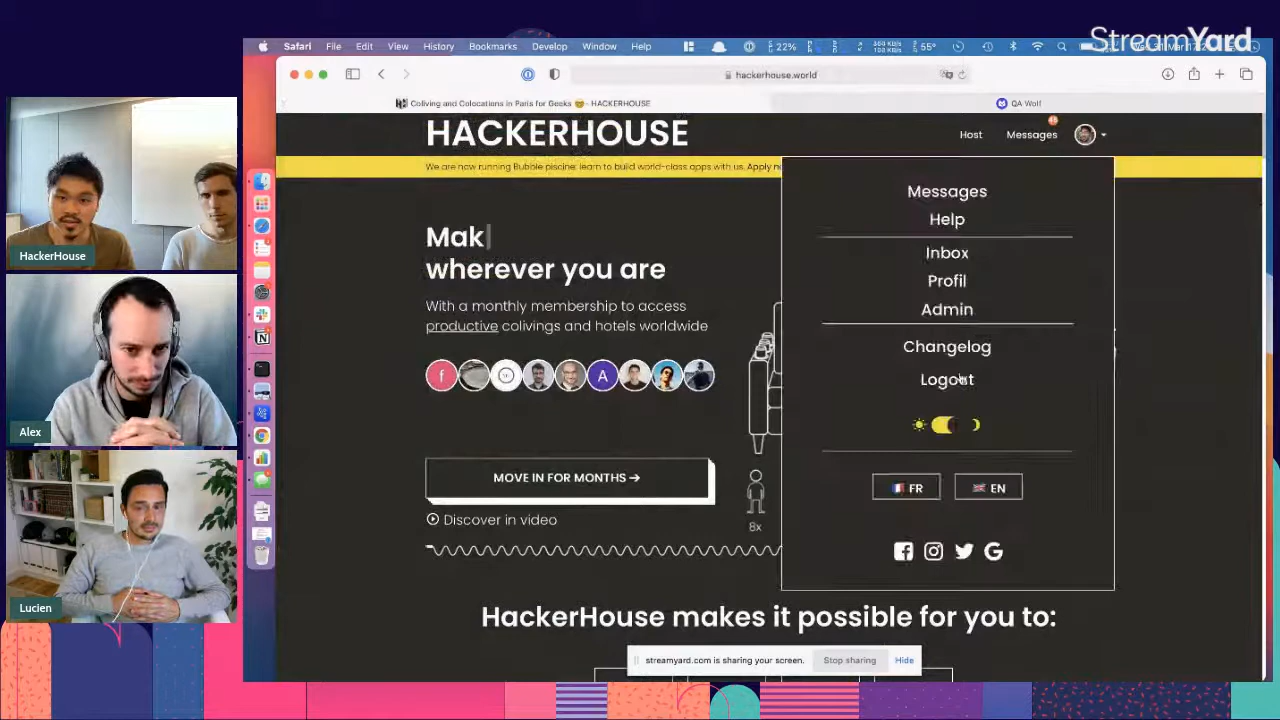 StreamYard
Safari File Edit View History Bookmarks Develop Window Help
22%
55°
hackerhouse.world
Coliving and Colocations in Paris for Geeks 🤓 - HACKERHOUSE
QA Wolf
HACKERHOUSE
Host Messages
We are now running Bubble piscine: learn to build world-class apps with us. Apply
Mak
wherever you are
With a monthly membership to access
productive colivings and hotels worldwide
f
A
MOVE IN FOR MONTHS →
Discover in video
8x
Messages
Help
Inbox
Profil
Admin
Changelog
Logout
🇫🇷 FR 🇬🇧 EN
HackerHouse makes it possible for you to:
streamyard.com is sharing your screen. Stop sharing Hide
HackerHouse
Alex
Lucien